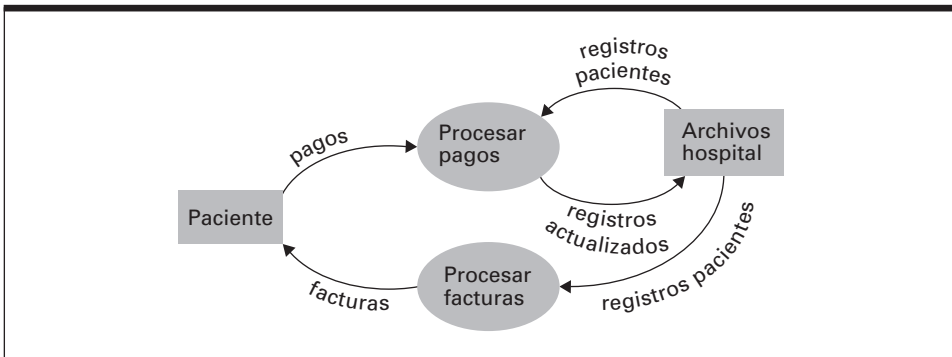 registros
pacientes
pagos
Procesar
pagos
Archivos
hospital
Paciente
registros
actualizados
Procesar
facturas
facturas
registros pacientes